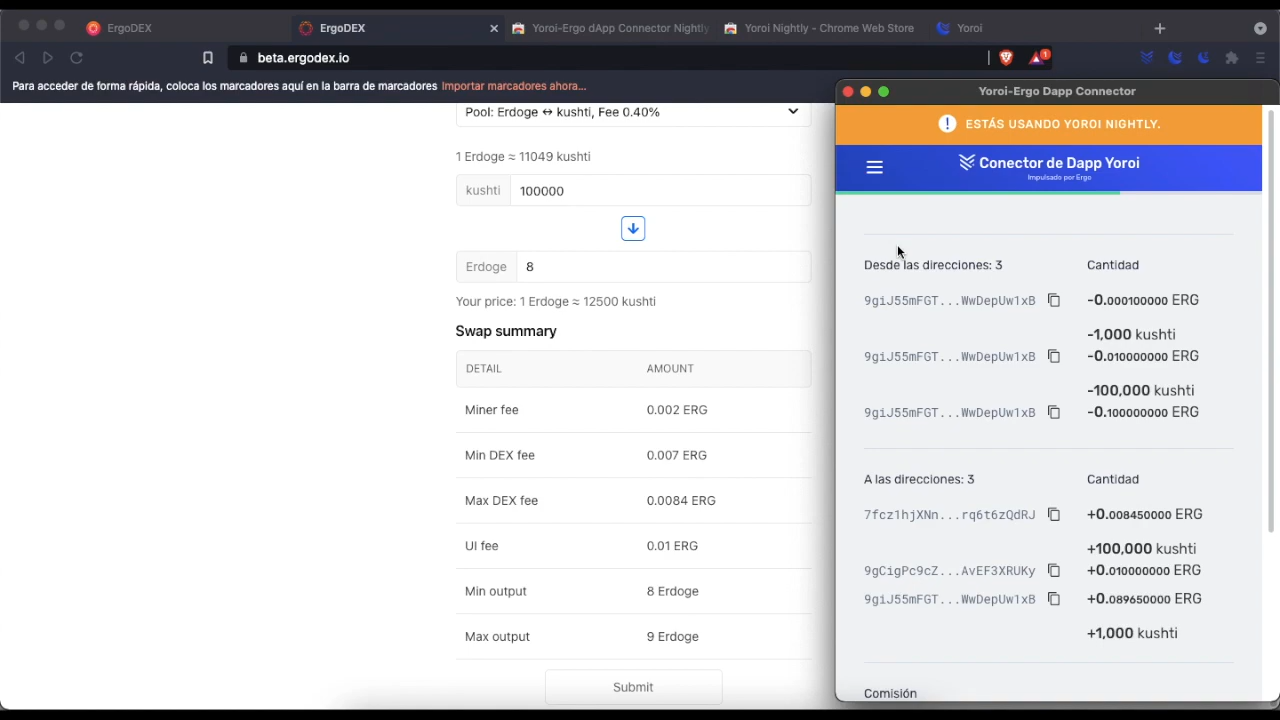 ErgoDEX
ErgoDEX
Yoroi-Ergo dApp Connector Nightly
Yoroi Nightly - Chrome Web Store
Yoroi
beta.ergodex.io
1
Para acceder de forma rápida, coloca los marcadores aquí en la barra de marcadores Importar marcadores ahora...
Pool: Erdoge ↔ kushti, Fee 0.40%
1 Erdoge ≈ 11049 kushti
kushti 100000
Erdoge 8
Your price: 1 Erdoge ≈ 12500 kushti
Swap summary
DETAIL AMOUNT
Miner fee 0.002 ERG
Min DEX fee 0.007 ERG
Max DEX fee 0.0084 ERG
UI fee 0.01 ERG
Min output 8 Erdoge
Max output 9 Erdoge
Submit
Yoroi-Ergo Dapp Connector
ESTÁS USANDO YOROI NIGHTLY.
Conector de Dapp Yoroi
Impulsado por Ergo
Desde las direcciones: 3 Cantidad
9giJ55mFGT...WwDepUw1xB -0.000100000 ERG
-1,000 kushti
9giJ55mFGT...WwDepUw1xB -0.010000000 ERG
-100,000 kushti
9giJ55mFGT...WwDepUw1xB -0.100000000 ERG
A las direcciones: 3 Cantidad
7fcz1hjXNn...rq6t6zQdRJ +0.008450000 ERG
+100,000 kushti
9gCigPc9cZ...AvEF3XRUKy +0.010000000 ERG
9giJ55mFGT...WwDepUw1xB +0.089650000 ERG
+1,000 kushti
Comisión